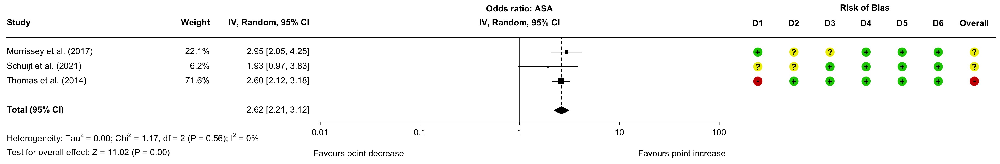 Odds ratio: ASA Risk of Bias
Study Weight IV, Random, 95% CI IV, Random, 95% CI D1 D2 D3 D4 D5 D6 Overall
Morrissey et al. (2017) 22.1% 2.95 [2.05, 4.25] + ? ? + + + ?
Schuijt et al. (2021) 6.2% 1.93 [0.97, 3.83] ? ? + + + + ?
Thomas et al. (2014) 71.6% 2.60 [2.12, 3.18] - + + + + + -
Total (95% CI) 2.62 [2.21, 3.12]
0.01 0.1 1 10 100
Heterogeneity: Tau² = 0.00; Chi² = 1.17, df = 2 (P = 0.56); I² = 0%
Test for overall effect: Z = 11.02 (P = 0.00)
Favours point decrease Favours point increase